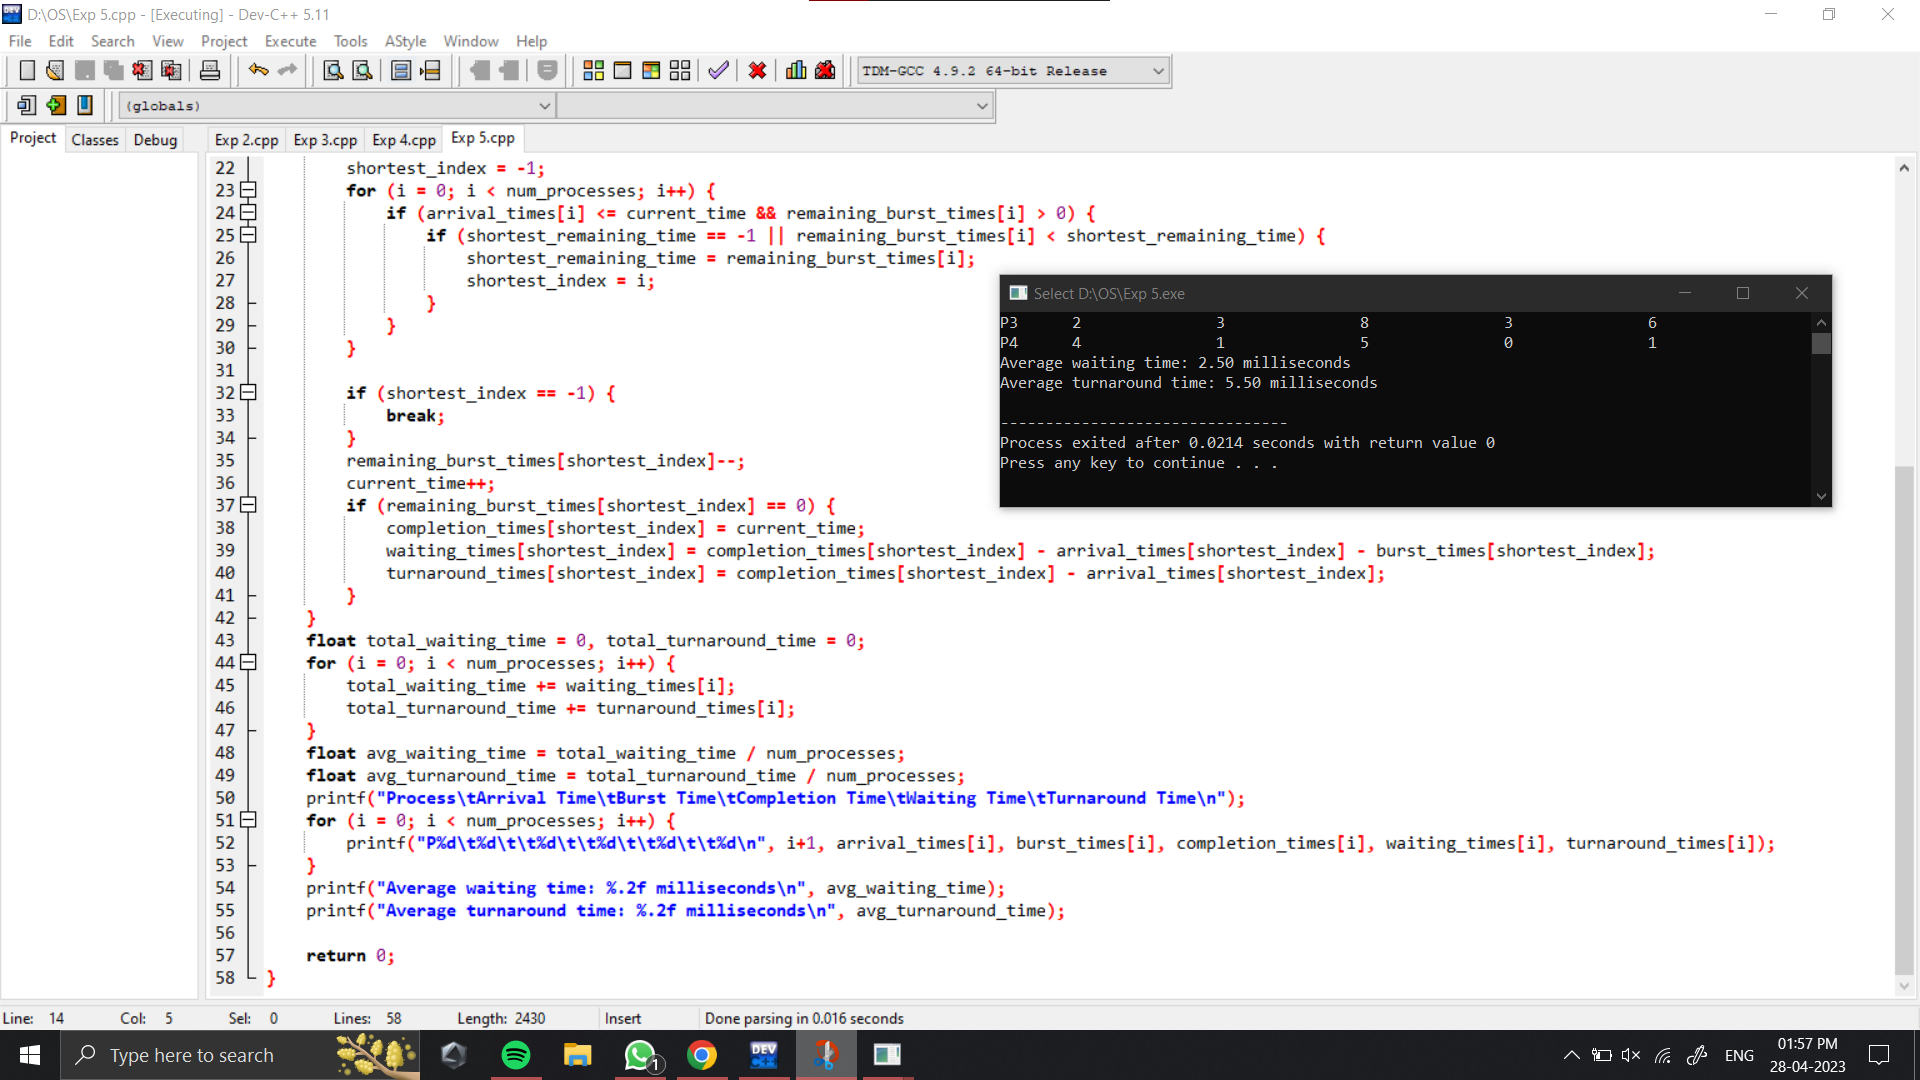 D:\OS\Exp 5.cpp - [Executing] - Dev-C++ 5.11
File Edit Search View Project Execute Tools AStyle Window Help
TDM-GCC 4.9.2 64-bit Release
(globals)
Project Classes Debug Exp 2.cpp Exp 3.cpp Exp 4.cpp Exp 5.cpp
22 shortest_index = -1;
23 for (i = 0; i < num_processes; i++) {
24 if (arrival_times[i] <= current_time && remaining_burst_times[i] > 0) {
25 if (shortest_remaining_time == -1 || remaining_burst_times[i] < shortest_remaining_time) {
26 shortest_remaining_time = remaining_burst_times[i];
27 shortest_index = i;
28 }
29 }
30 }
31
32 if (shortest_index == -1) {
33 break;
34 }
35 remaining_burst_times[shortest_index]--;
36 current_time++;
37 if (remaining_burst_times[shortest_index] == 0) {
38 completion_times[shortest_index] = current_time;
39 waiting_times[shortest_index] = completion_times[shortest_index] - arrival_times[shortest_index] - burst_times[shortest_index];
40 turnaround_times[shortest_index] = completion_times[shortest_index] - arrival_times[shortest_index];
41 }
42 }
43 float total_waiting_time = 0, total_turnaround_time = 0;
44 for (i = 0; i < num_processes; i++) {
45 total_waiting_time += waiting_times[i];
46 total_turnaround_time += turnaround_times[i];
47 }
48 float avg_waiting_time = total_waiting_time / num_processes;
49 float avg_turnaround_time = total_turnaround_time / num_processes;
50 printf("Process\tArrival Time\tBurst Time\tCompletion Time\tWaiting Time\tTurnaround Time\n");
51 for (i = 0; i < num_processes; i++) {
52 printf("P%d\t%d\t\t%d\t\t%d\t\t%d\t\t%d\n", i+1, arrival_times[i], burst_times[i], completion_times[i], waiting_times[i], turnaround_times[i]);
53 }
54 printf("Average waiting time: %.2f milliseconds\n", avg_waiting_time);
55 printf("Average turnaround time: %.2f milliseconds\n", avg_turnaround_time);
56
57 return 0;
58 }
Select D:\OS\Exp 5.exe
P3 2 3 8 3 6
P4 4 1 5 0 1
Average waiting time: 2.50 milliseconds
Average turnaround time: 5.50 milliseconds
--------------------------------
Process exited after 0.0214 seconds with return value 0
Press any key to continue . . .
Line: 14 Col: 5 Sel: 0 Lines: 58 Length: 2430 Insert Done parsing in 0.016 seconds
Type here to search
DEV C++
1
ENG
01:57 PM
28-04-2023